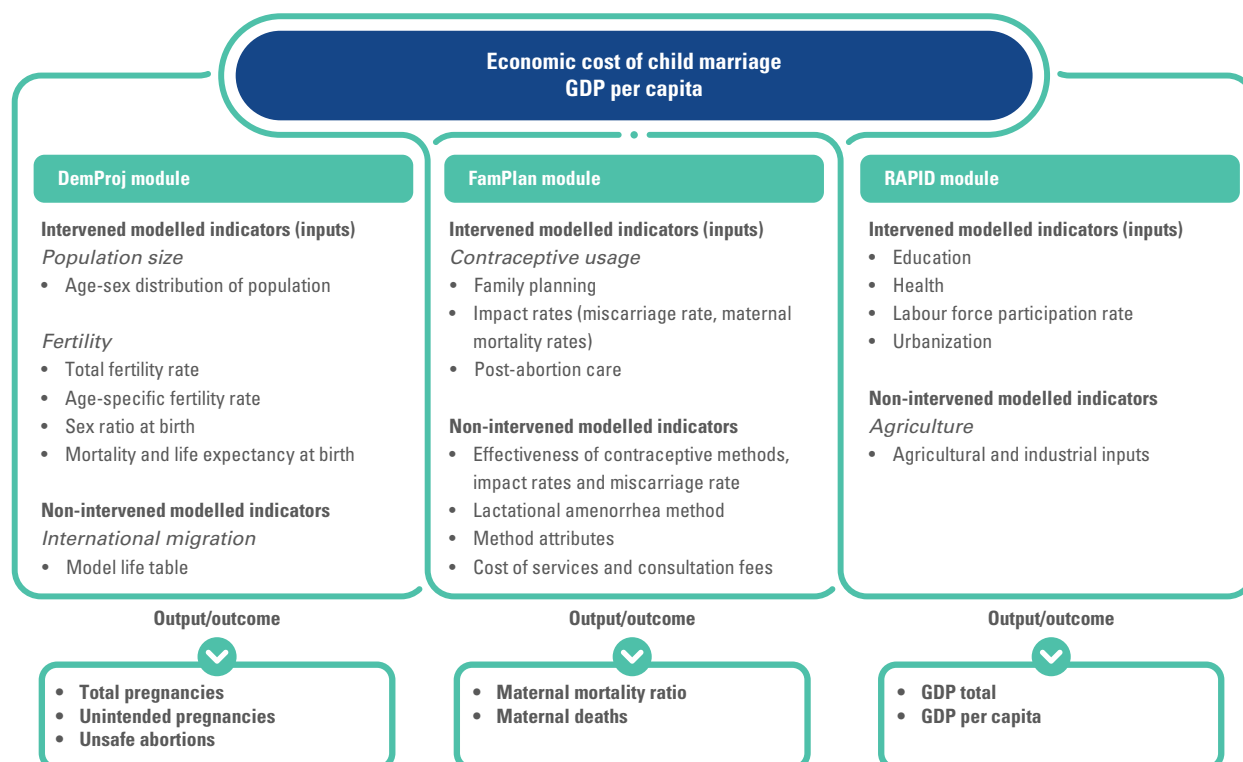 Economic cost of child marriage
GDP per capita
DemProj module
Intervened modelled indicators (inputs)
Population size
• Age-sex distribution of population
Fertility
• Total fertility rate
• Age-specific fertility rate
• Sex ratio at birth
• Mortality and life expectancy at birth
Non-intervened modelled indicators
International migration
• Model life table
Output/outcome
• Total pregnancies
• Unintended pregnancies
• Unsafe abortions
FamPlan module
Intervened modelled indicators (inputs)
Contraceptive usage
• Family planning
• Impact rates (miscarriage rate, maternal
mortality rates)
• Post-abortion care
Non-intervened modelled indicators
• Effectiveness of contraceptive methods,
impact rates and miscarriage rate
• Lactational amenorrhea method
• Method attributes
• Cost of services and consultation fees
Output/outcome
• Maternal mortality ratio
• Maternal deaths
RAPID module
Intervened modelled indicators (inputs)
• Education
• Health
• Labour force participation rate
• Urbanization
Non-intervened modelled indicators
Agriculture
• Agricultural and industrial inputs
Output/outcome
• GDP total
• GDP per capita